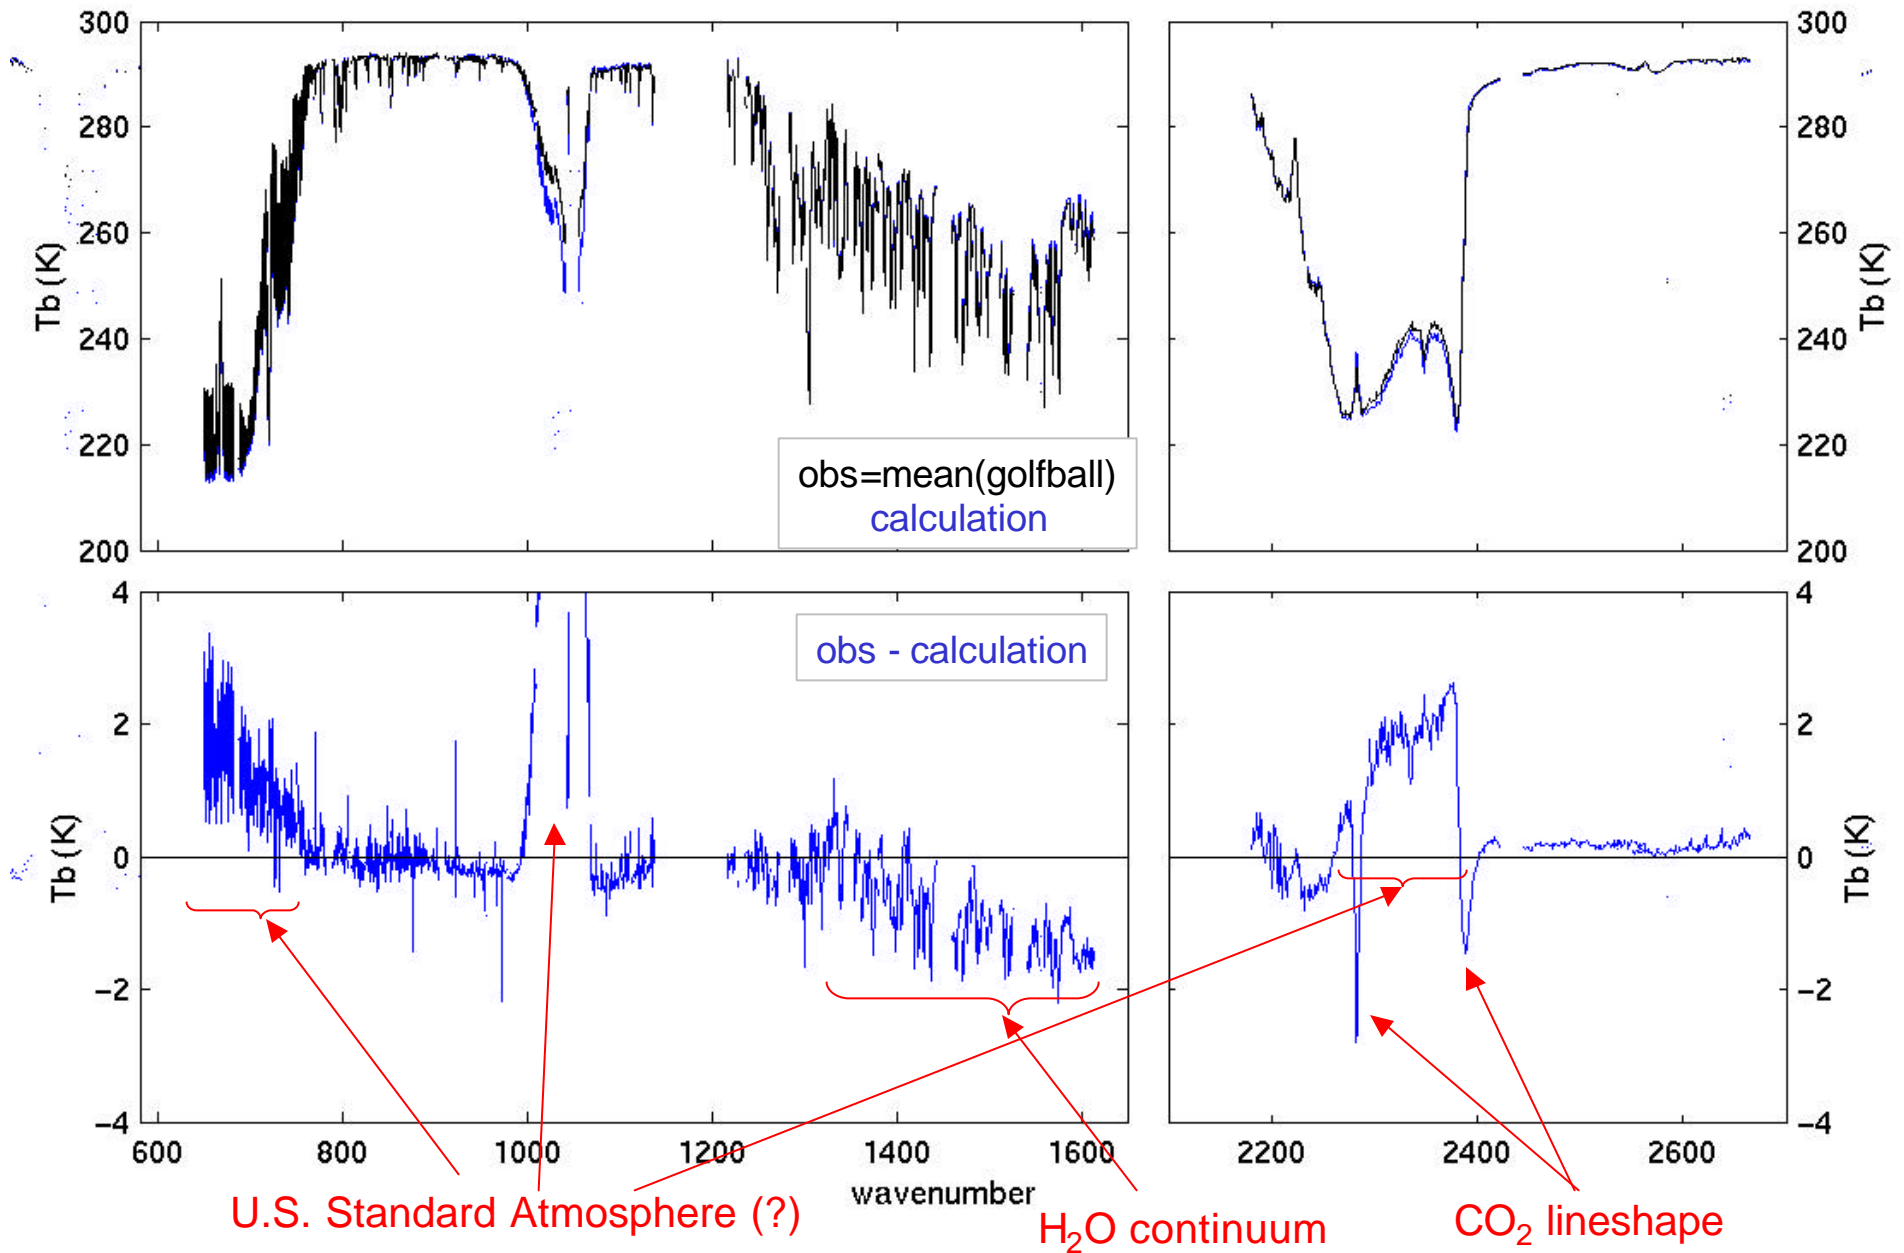 300
280
260
240
220
200
Tb (K)
300
280
260
240
220
200
Tb (K)
obs=mean(golfball)
calculation
4
2
0
−2
−4
Tb (K)
obs - calculation
4
2
0
−2
−4
Tb (K)
600 800 1000 1200 1400 1600
2200 2400 2600
wavenumber
U.S. Standard Atmosphere (?)
H₂O continuum
CO₂ lineshape